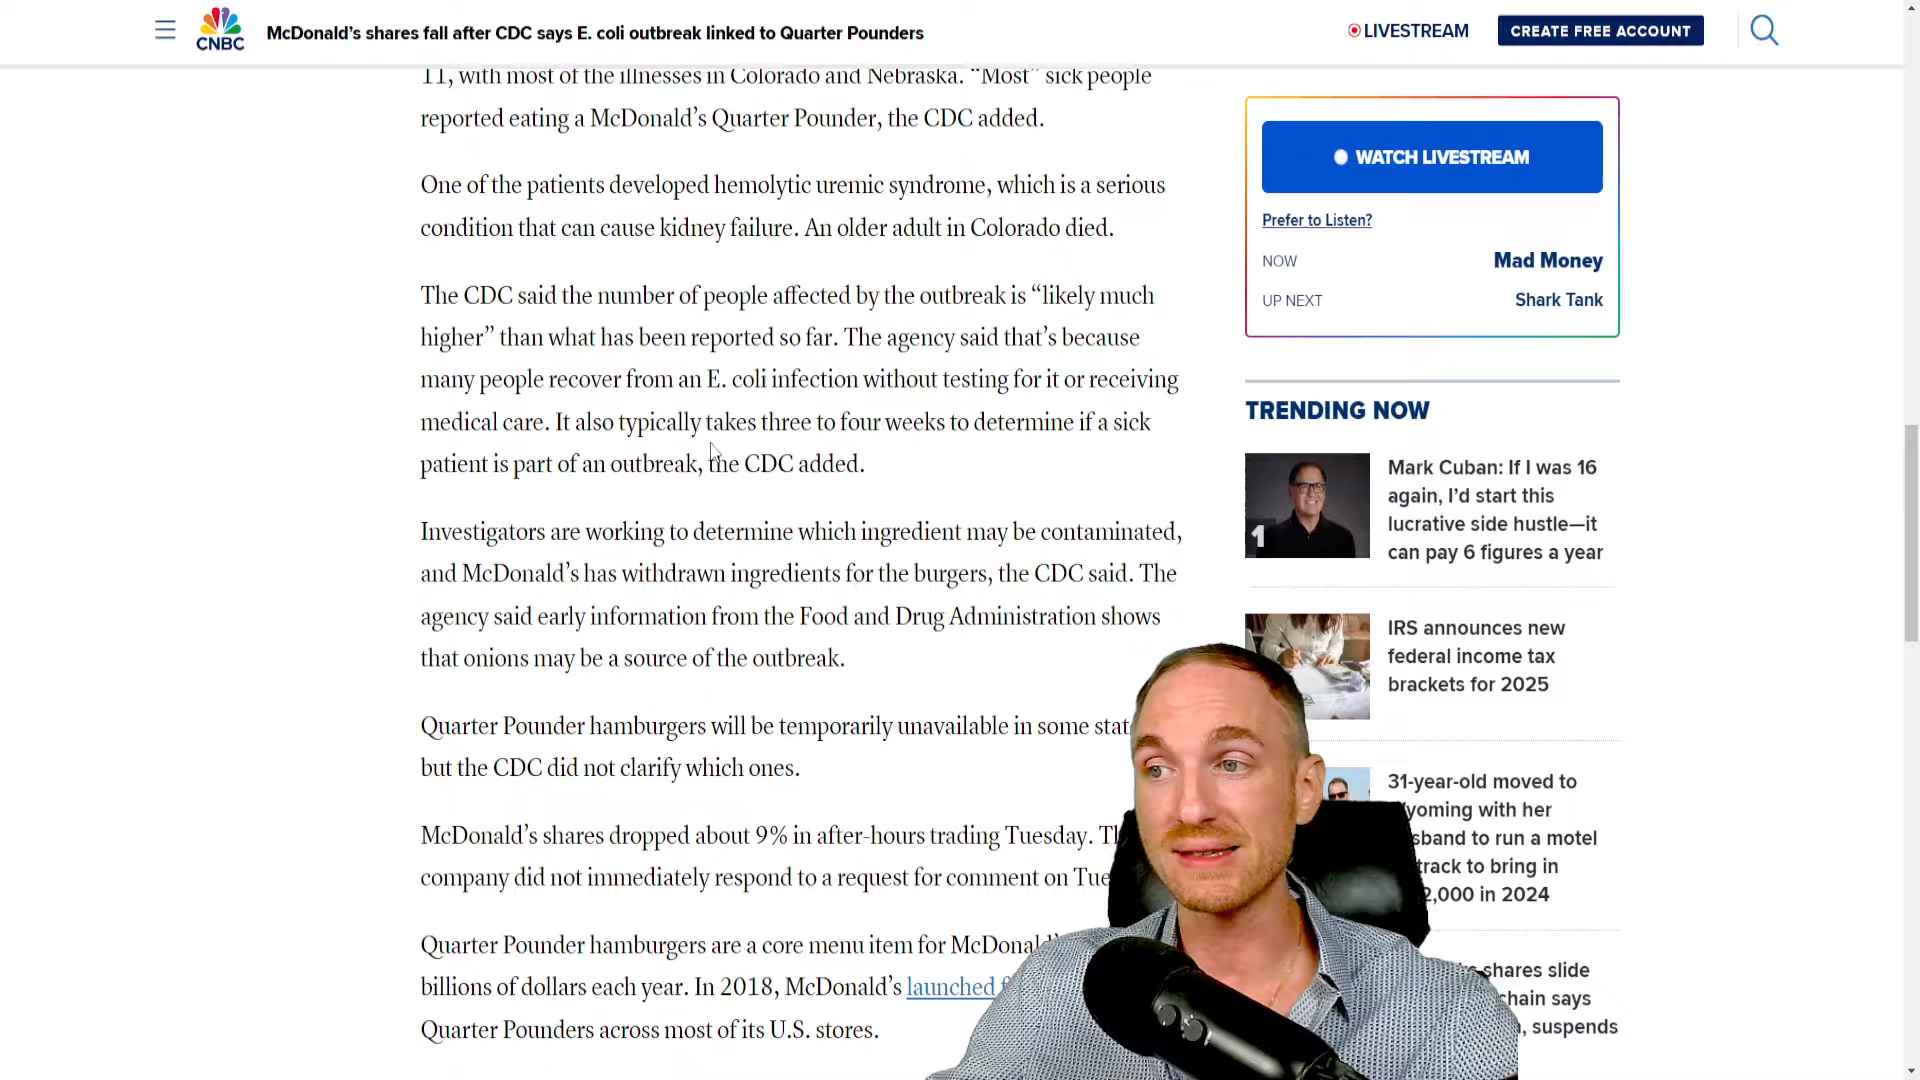 CNBC
McDonald’s shares fall after CDC says E. coli outbreak linked to Quarter Pounders
LIVESTREAM
CREATE FREE ACCOUNT
11, with most of the illnesses in Colorado and Nebraska. “Most” sick people
reported eating a McDonald’s Quarter Pounder, the CDC added.
One of the patients developed hemolytic uremic syndrome, which is a serious
condition that can cause kidney failure. An older adult in Colorado died.
The CDC said the number of people affected by the outbreak is “likely much
higher” than what has been reported so far. The agency said that’s because
many people recover from an E. coli infection without testing for it or receiving
medical care. It also typically takes three to four weeks to determine if a sick
patient is part of an outbreak, the CDC added.
Investigators are working to determine which ingredient may be contaminated,
and McDonald’s has withdrawn ingredients for the burgers, the CDC said. The
agency said early information from the Food and Drug Administration shows
that onions may be a source of the outbreak.
Quarter Pounder hamburgers will be temporarily unavailable in some
but the CDC did not clarify which ones.
McDonald’s shares dropped about 9% in after-hours trading Tuesday.
company did not immediately respond to a request for comment on
Quarter Pounder hamburgers are a core menu item for
billions of dollars each year. In 2018, McDonald’s launched
Quarter Pounders across most of its U.S. stores.
WATCH LIVESTREAM
Prefer to Listen?
NOW Mad Money
UP NEXT Shark Tank
TRENDING NOW
1
Mark Cuban: If I was 16
again, I’d start this
lucrative side hustle—it
can pay 6 figures a year
IRS announces new
federal income tax
brackets for 2025
31-year-old moved to
with her
to run a motel
to bring in
in 2024
shares slide
says
suspends